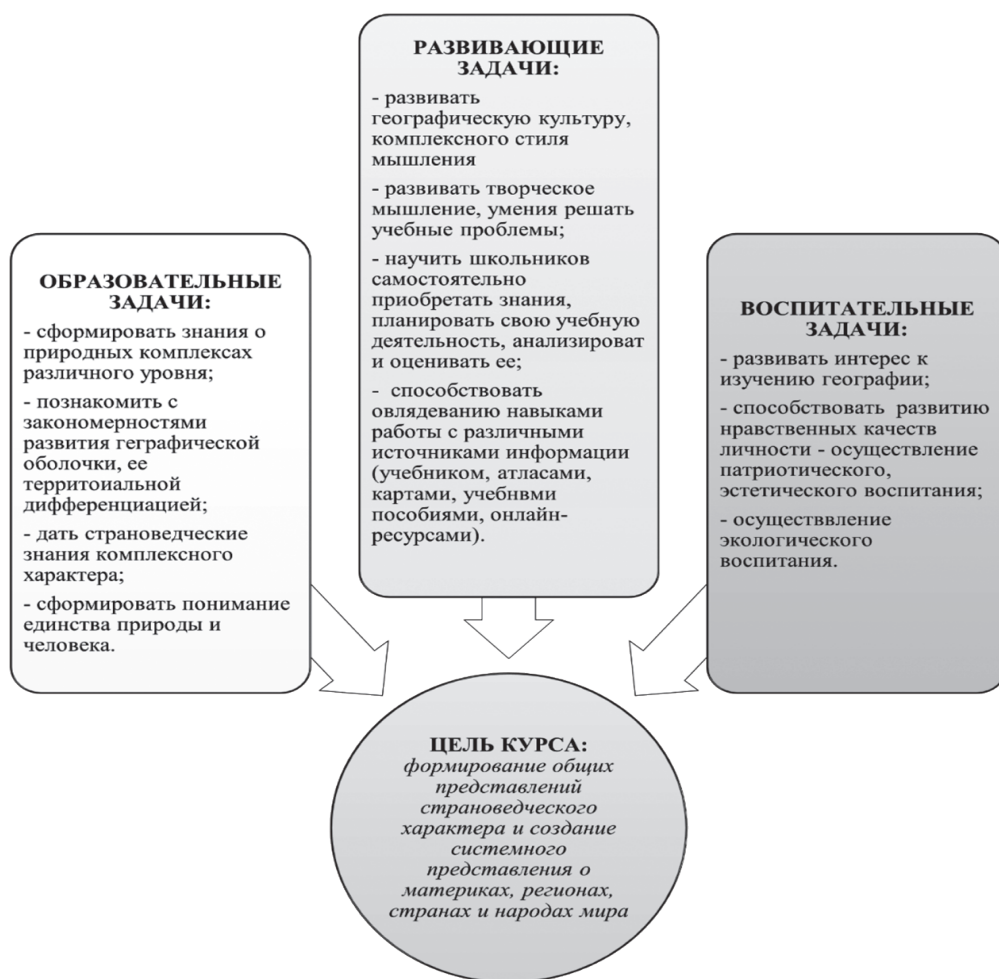 РАЗВИВАЮЩИЕ
ЗАДАЧИ:
- развивать
географическую культуру,
комплексного стиля
мышления
- развивать творческое
мышление, умения решать
учебные проблемы;
- научить школьников
самостоятельно
приобретать знания,
планировать свою учебную
деятельность, анализироват
и оценивать ее;
- способствовать
овлядеванию навыками
работы с различными
источниками информации
(учебником, атласами,
картами, учебнвми
пособиями, онлайн-
ресурсами).
ОБРАЗОВАТЕЛЬНЫЕ
ЗАДАЧИ:
- сформировать знания о
природных комплексах
различного уровня;
- познакомить с
закономерностями
развития геграфической
оболочки, ее
территоиальной
дифференциацией;
- дать страноведческие
знания комплексного
характера;
- сформировать понимание
единства природы и
человека.
ВОСПИТАТЕЛЬНЫЕ
ЗАДАЧИ:
- развивать интерес к
изучению географии;
- способствовать развитию
нравственных качеств
личности - осуществление
патриотического,
эстетического воспитания;
- осуществвление
экологического
воспитания.
ЦЕЛЬ КУРСА:
формирование общих
представлений
страноведческого
характера и создание
системного
представления о
материках, регионах,
странах и народах мира